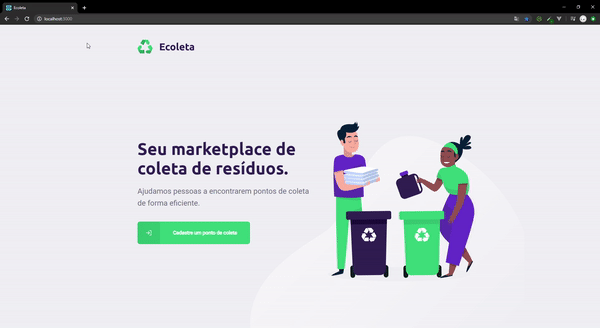 Ecoleta
localhost:3000
Ecoleta
Seu marketplace de
coleta de resíduos.
Ajudamos pessoas a encontrarem pontos de coleta
de forma eficiente.
Cadastre um ponto de coleta